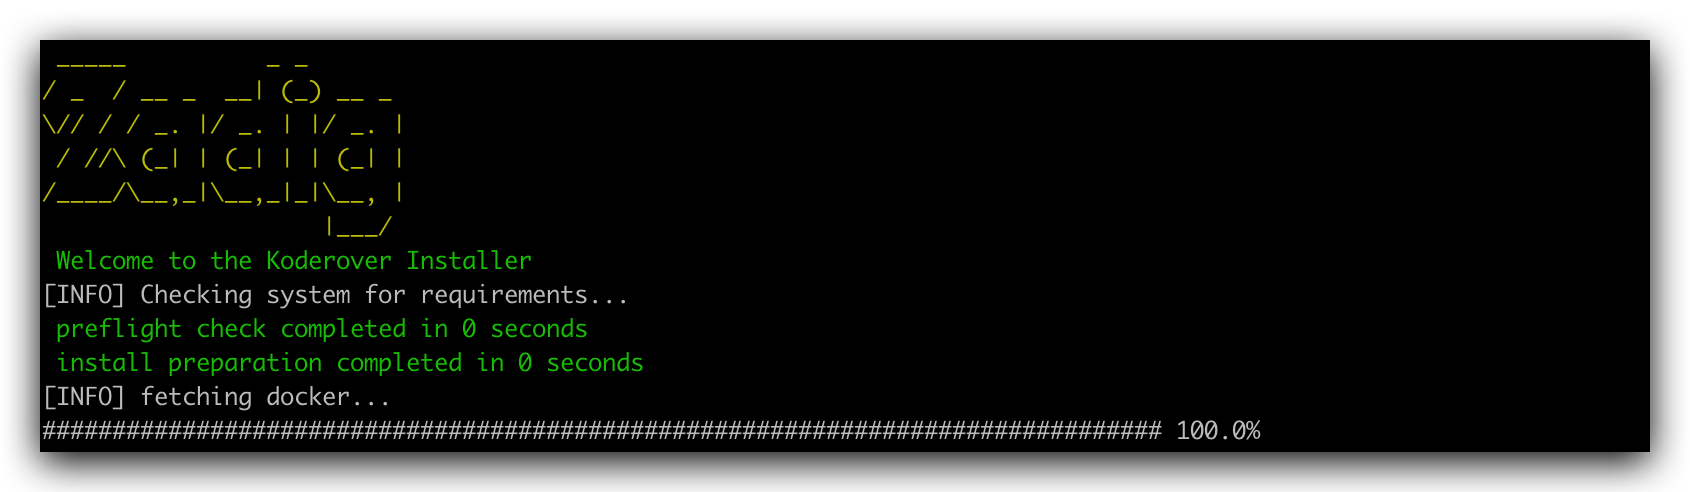 _____          _ _
/ _  / __ _  __| (_) __ _
\// / / _. |/ _. | |/ _. |
 / //\ (_| | (_| | | (_| |
/____/\__,_|\__,_|_|\__, |
                    |___/
Welcome to the Koderover Installer
[INFO] Checking system for requirements...
preflight check completed in 0 seconds
install preparation completed in 0 seconds
[INFO] fetching docker...
################################################################################ 100.0%